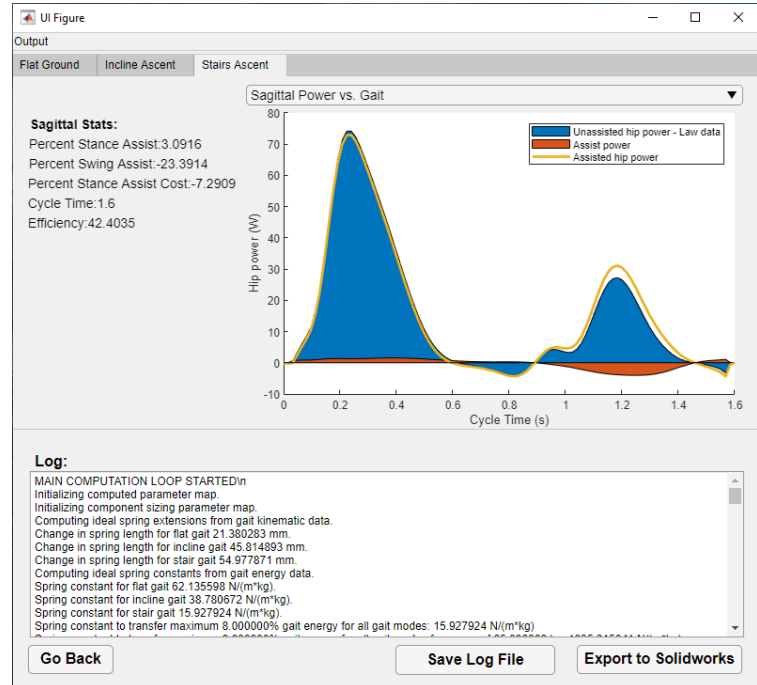 UI Figure
Output
Flat Ground
Incline Ascent
Stairs Ascent
Sagittal Power vs. Gait
Sagittal Stats:
Percent Stance Assist:3.0916
Percent Swing Assist:-23.3914
Percent Stance Assist Cost:-7.2909
Cycle Time:1.6
Efficiency:42.4035
80
70
60
50
40
30
20
10
0
-10
Hip power (W)
Unassisted hip power - Law data
Assist power
Assisted hip power
0 0.2 0.4 0.6 0.8 1 1.2 1.4 1.6
Cycle Time (s)
Log:
MAIN COMPUTATION LOOP STARTED\n
Initializing computed parameter map.
Initializing component sizing parameter map.
Computing ideal spring extensions from gait kinematic data.
Change in spring length for flat gait 21.380283 mm.
Change in spring length for incline gait 45.814893 mm.
Change in spring length for stair gait 54.977871 mm.
Computing ideal spring constants from gait energy data.
Spring constant for flat gait 62.135598 N/(m*kg).
Spring constant for incline gait 38.780672 N/(m*kg).
Spring constant for stair gait 15.927924 N/(m*kg).
Spring constant to transfer maximum 8.000000% gait energy for all gait modes: 15.927924 N/(m*kg)
Go Back
Save Log File
Export to Solidworks